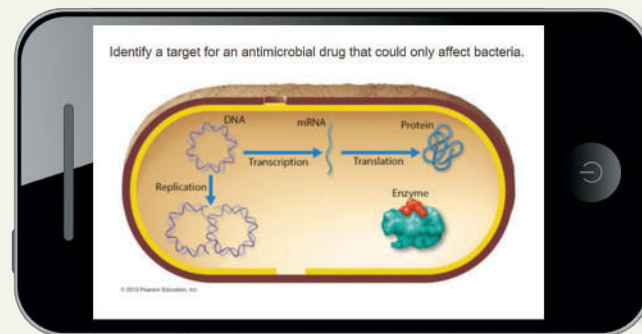 Identify a target for an antimicrobial drug that could only affect bacteria.
DNA
mRNA
Protein
Transcription
Translation
Replication
Enzyme
© 2013 Pearson Education, Inc.